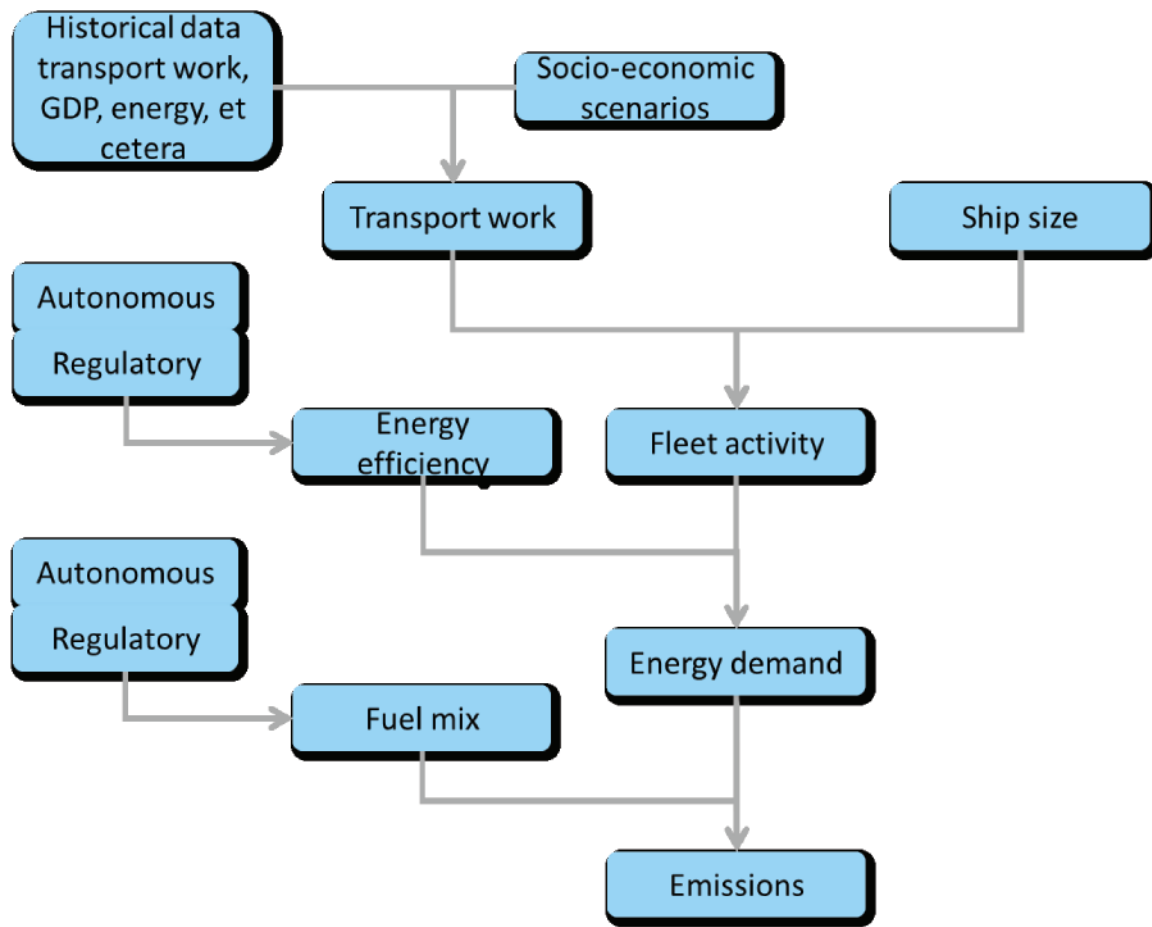 Historical data
transport work,
GDP, energy, et
cetera
Socio-economic
scenarios
Transport work
Ship size
Autonomous
Regulatory
Energy
efficiency
Fleet activity
Autonomous
Regulatory
Energy demand
Fuel mix
Emissions